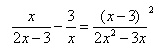 x/(2x−3) − 3/x = (x−3)²/(2x²−3x)